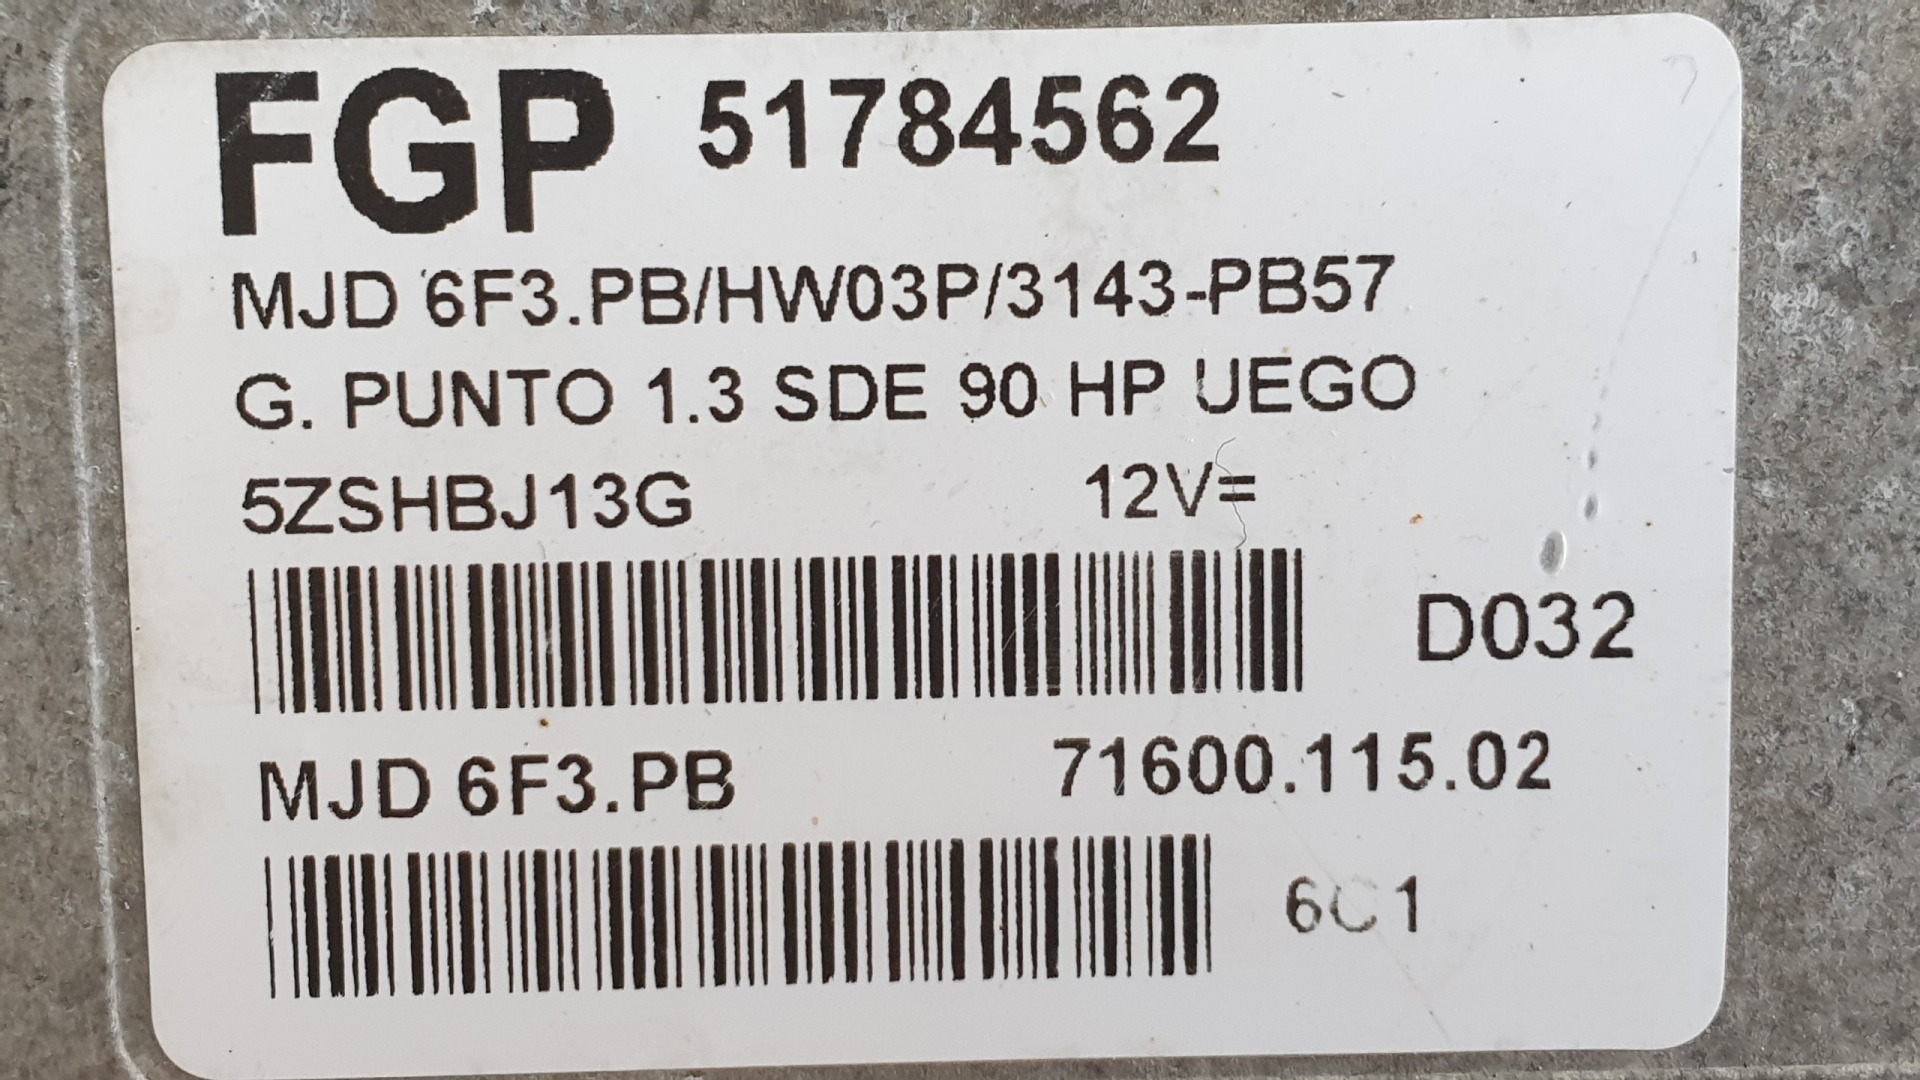 FGP 51784562
MJD 6F3.PB/HW03P/3143-PB57
G. PUNTO 1.3 SDE 90 HP UEGO
5ZSHBJ13G 12V=
D032
MJD 6F3.PB 71600.115.02
6C1